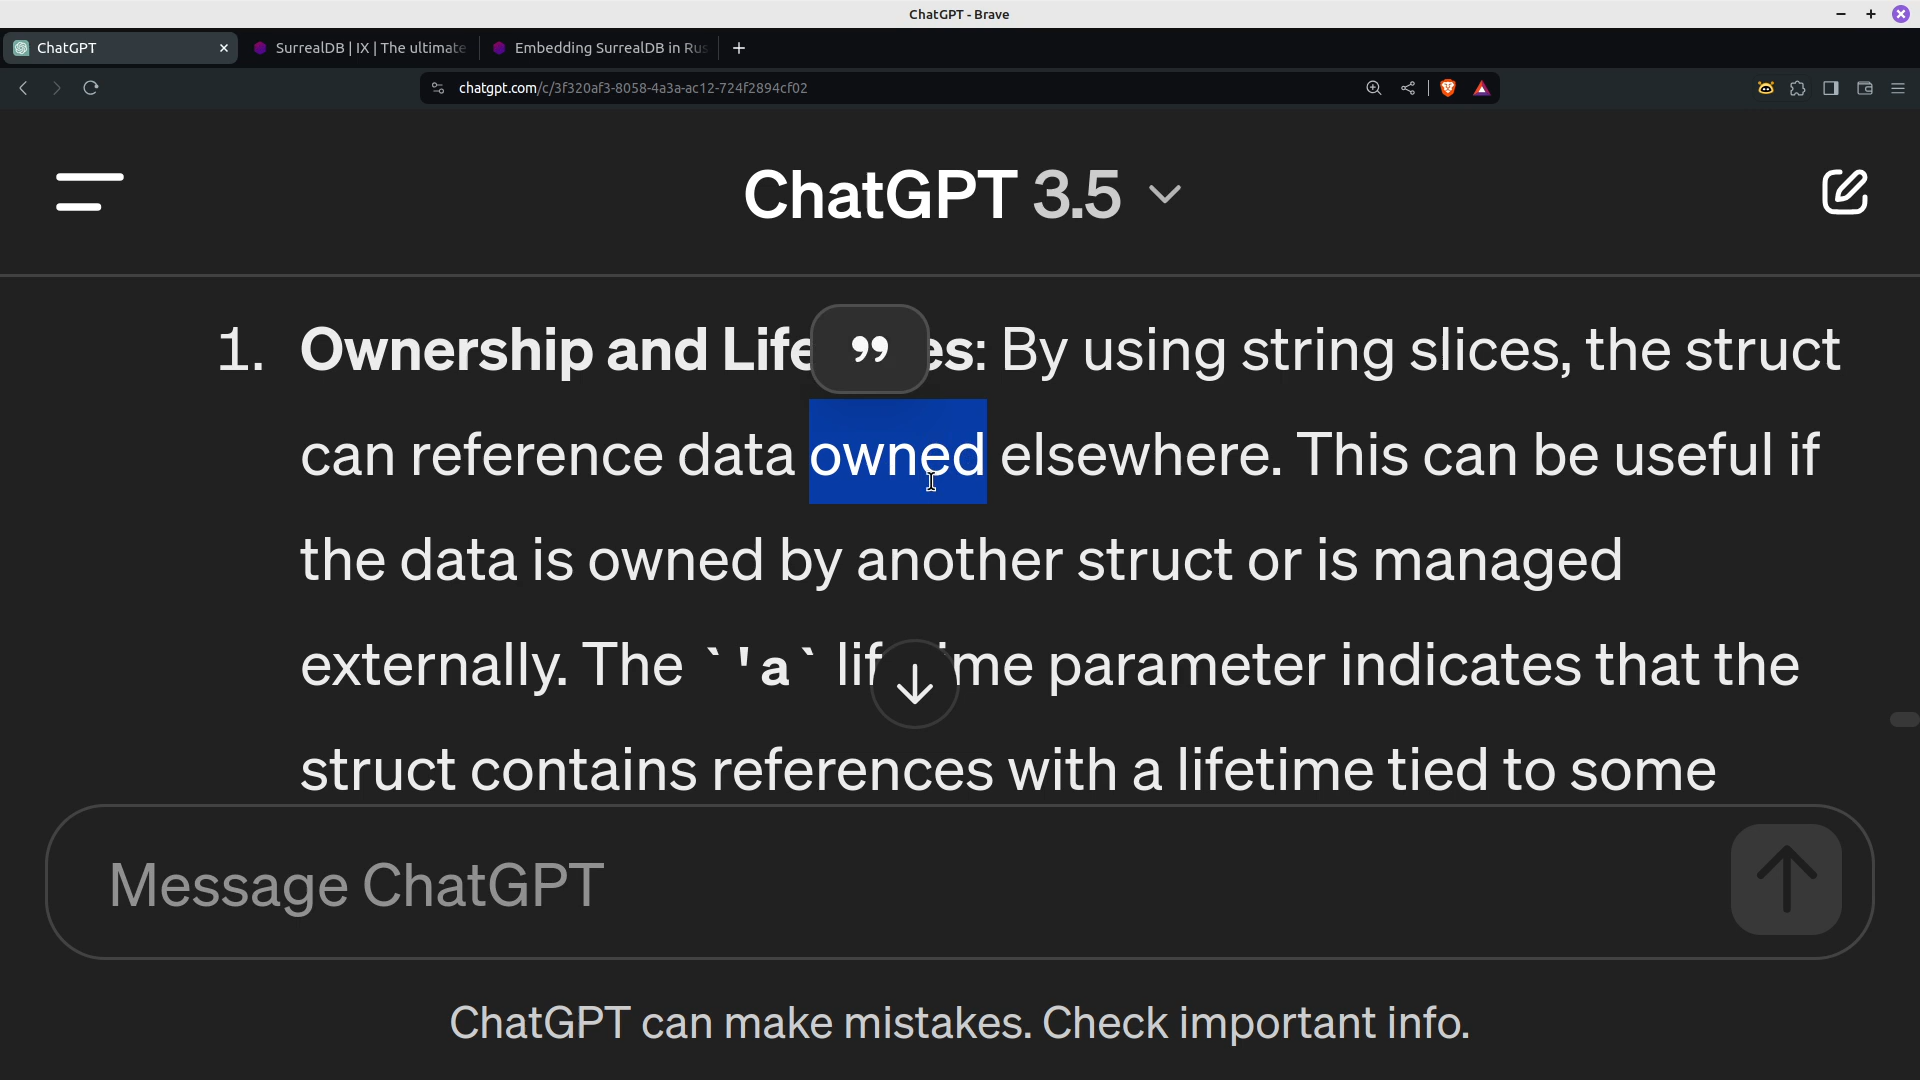 ChatGPT - Brave
ChatGPT
SurrealDB | IX | The ultimate
Embedding SurrealDB in Rus
chatgpt.com/c/3f320af3-8058-4a3a-ac12-724f2894cf02
ChatGPT 3.5
1. Ownership and Life es: By using string slices, the struct
can reference data owned elsewhere. This can be useful if
the data is owned by another struct or is managed
externally. The `'a` lif ime parameter indicates that the
struct contains references with a lifetime tied to some
Message ChatGPT
ChatGPT can make mistakes. Check important info.